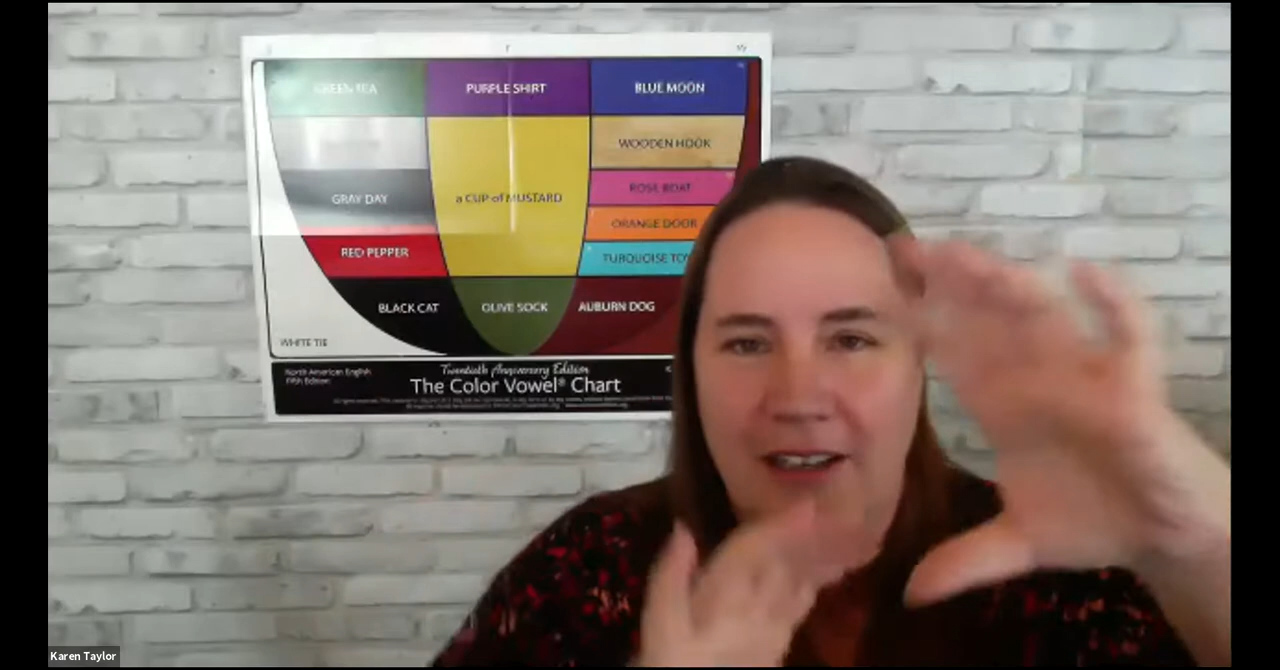 GREEN TEA
PURPLE SHIRT
BLUE MOON
WOODEN HOOK
GRAY DAY
a CUP of MUSTARD
ROSE BOAT
ORANGE DOOR
RED PEPPER
TURQUOISE TOY
BLACK CAT
OLIVE SOCK
AUBURN DOG
WHITE TIE
North American English
Fifth Edition
Twentieth Anniversary Edition
The Color Vowel® Chart
Karen Taylor